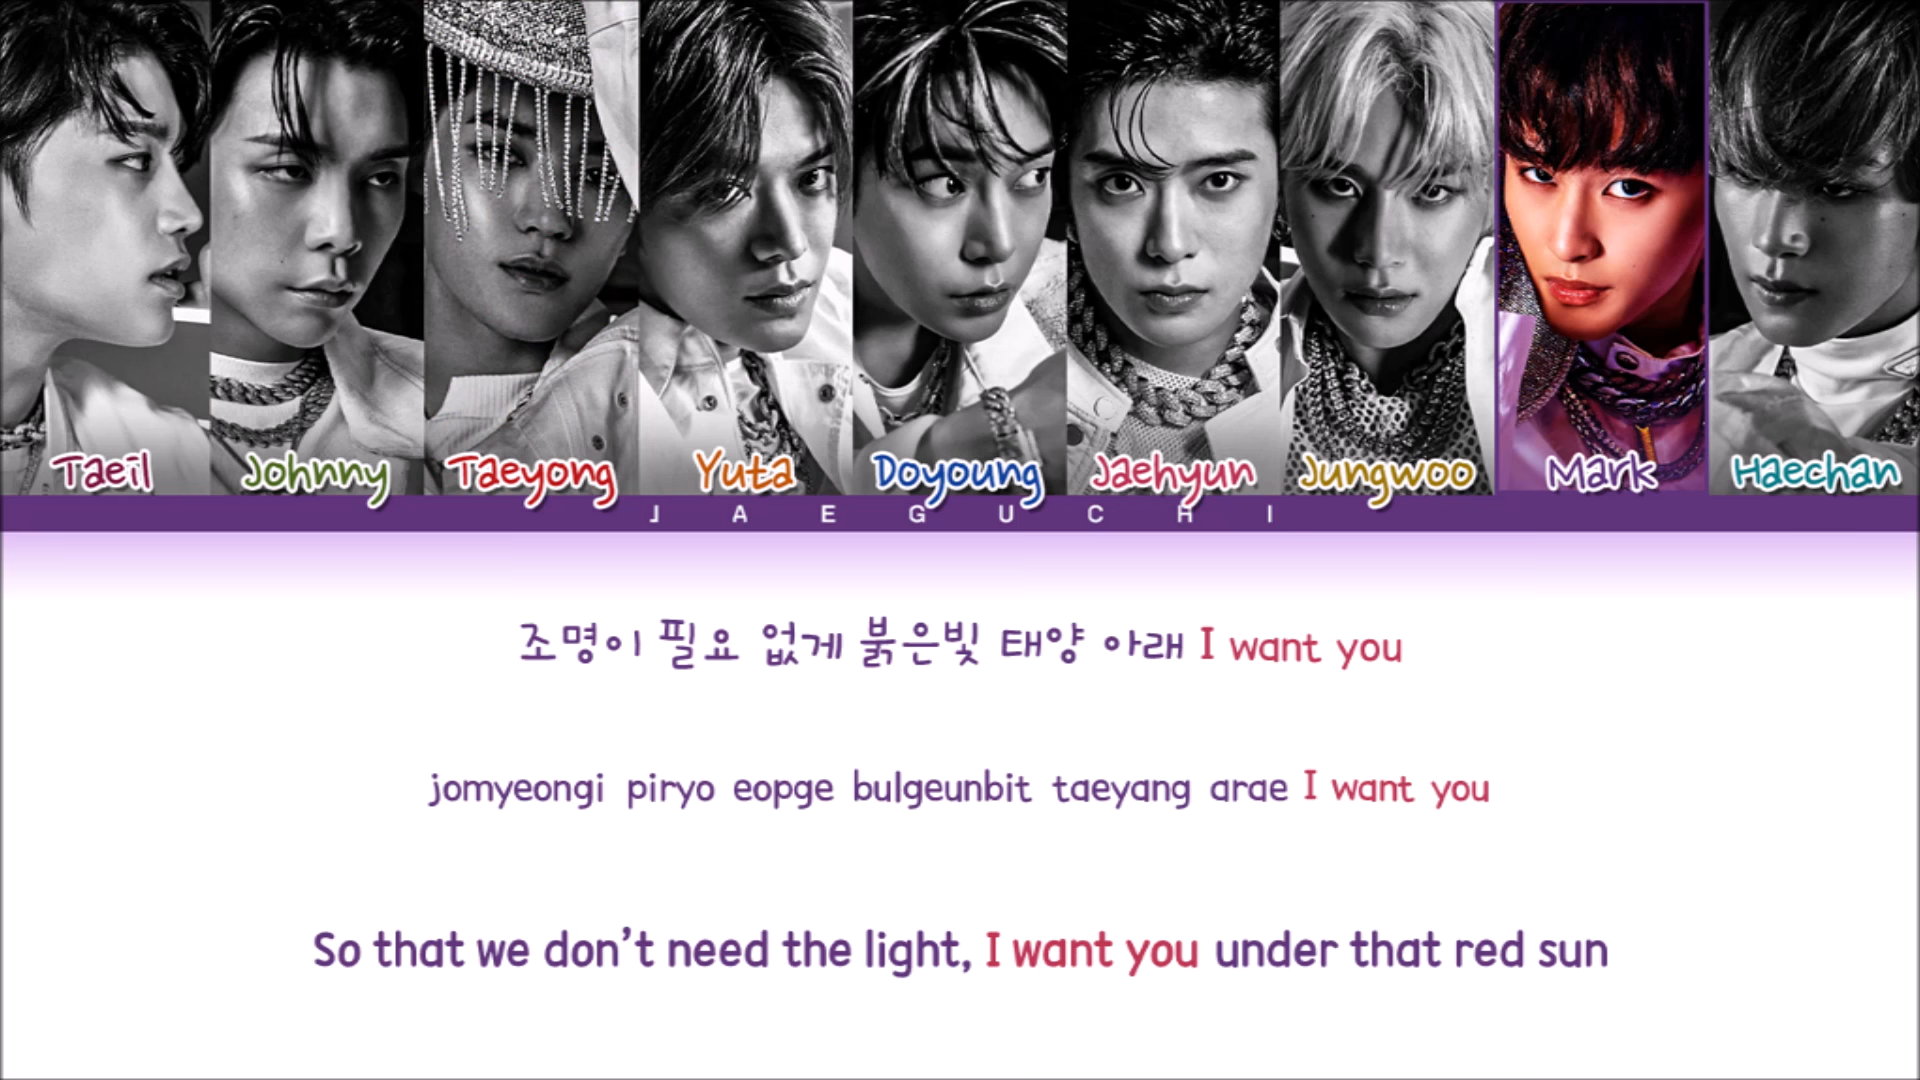 Taeil Johnny Taeyong Yuta Doyoung Jaehyun Jungwoo Mark Haechan
JAEGUCHI
조명이 필요 없게 붉은빛 태양 아래 I want you
jomyeongi piryo eopge bulgeunbit taeyang arae I want you
So that we don't need the light, I want you under that red sun